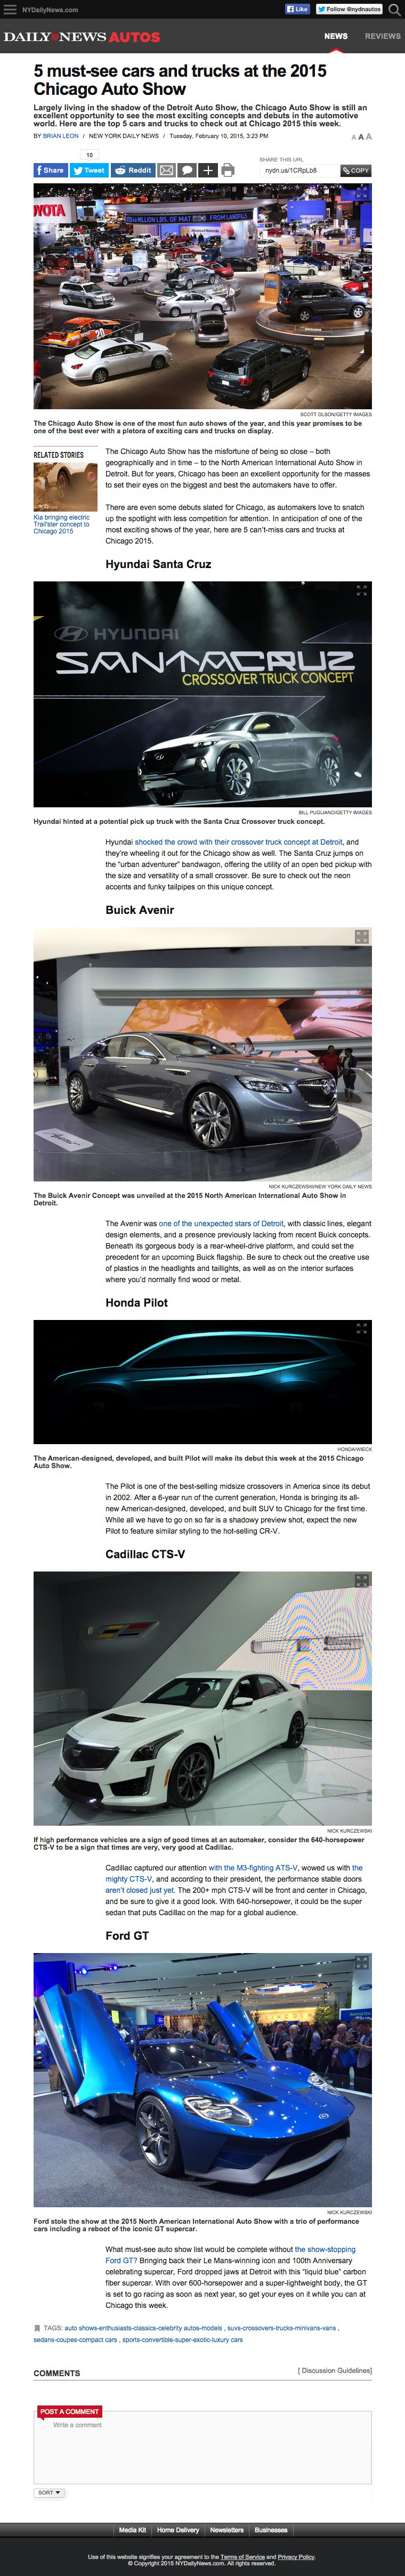 NYDailyNews.com
Like
Follow @nydnautos
DAILY NEWS AUTOS
NEWS
REVIEWS
5 must-see cars and trucks at the 2015
Chicago Auto Show
Largely living in the shadow of the Detroit Auto Show, the Chicago Auto Show is still an
excellent opportunity to see the most exciting concepts and debuts in the automotive
world. Here are the top 5 cars and trucks to check out at Chicago 2015 this week.
BY BRIAN LEON / NEW YORK DAILY NEWS / Tuesday, February 10, 2015, 3:23 PM
A A A
10
Share
Tweet
Reddit
SHARE THIS URL
nydn.us/1CRpLb8
COPY
SCOTT OLSON/GETTY IMAGES
The Chicago Auto Show is one of the most fun auto shows of the year, and this year promises to be
one of the best ever with a pletora of exciting cars and trucks on display.
RELATED STORIES
Kia bringing electric
Trail'ster concept to
Chicago 2015
The Chicago Auto Show has the misfortune of being so close – both
geographically and in time – to the North American International Auto Show in
Detroit. But for years, Chicago has been an excellent opportunity for the masses
to set their eyes on the biggest and best the automakers have to offer.
There are even some debuts slated for Chicago, as automakers love to snatch
up the spotlight with less competition for attention. In anticipation of one of the
most exciting shows of the year, here are 5 can't-miss cars and trucks at
Chicago 2015.
Hyundai Santa Cruz
HYUNDAI
SANTACRUZ
CROSSOVER TRUCK CONCEPT
BILL PUGLIANO/GETTY IMAGES
Hyundai hinted at a potential pick up truck with the Santa Cruz Crossover truck concept.
Hyundai shocked the crowd with their crossover truck concept at Detroit, and
they're wheeling it out for the Chicago show as well. The Santa Cruz jumps on
the "urban adventurer" bandwagon, offering the utility of an open bed pickup with
the size and versatility of a small crossover. Be sure to check out the neon
accents and funky tailpipes on this unique concept.
Buick Avenir
NICK KURCZEWSKI/NEW YORK DAILY NEWS
The Buick Avenir Concept was unveiled at the 2015 North American International Auto Show in
Detroit.
The Avenir was one of the unexpected stars of Detroit, with classic lines, elegant
design elements, and a presence previously lacking from recent Buick concepts.
Beneath its gorgeous body is a rear-wheel-drive platform, and could set the
precedent for an upcoming Buick flagship. Be sure to check out the creative use
of plastics in the headlights and taillights, as well as on the interior surfaces
where you'd normally find wood or metal.
Honda Pilot
HONDA/WIECK
The American-designed, developed, and built Pilot will make its debut this week at the 2015 Chicago
Auto Show.
The Pilot is one of the best-selling midsize crossovers in America since its debut
in 2002. After a 6-year run of the current generation, Honda is bringing its all-
new American-designed, developed, and built SUV to Chicago for the first time.
While all we have to go on so far is a shadowy preview shot, expect the new
Pilot to feature similar styling to the hot-selling CR-V.
Cadillac CTS-V
NICK KURCZEWSKI
If high performance vehicles are a sign of good times at an automaker, consider the 640-horsepower
CTS-V to be a sign that times are very, very good at Cadillac.
Cadillac captured our attention with the M3-fighting ATS-V, wowed us with the
mighty CTS-V, and according to their president, the performance stable doors
aren't closed just yet. The 200+ mph CTS-V will be front and center in Chicago,
and be sure to give it a good look. With 640-horsepower, it could be the super
sedan that puts Cadillac on the map for a global audience.
Ford GT
NICK KURCZEWSKI
Ford stole the show at the 2015 North American International Auto Show with a trio of performance
cars including a reboot of the iconic GT supercar.
What must-see auto show list would be complete without the show-stopping
Ford GT? Bringing back their Le Mans-winning icon and 100th Anniversary
celebrating supercar, Ford dropped jaws at Detroit with this "liquid blue" carbon
fiber supercar. With over 600-horsepower and a super-lightweight body, the GT
is set to go racing as soon as next year, so get your eyes on it while you can at
Chicago this week.
TAGS: auto shows-enthusiasts-classics-celebrity autos-models , suvs-crossovers-trucks-minivans-vans ,
sedans-coupes-compact cars , sports-convertible-super-exotic-luxury cars
COMMENTS
[ Discussion Guidelines]
POST A COMMENT
Write a comment
SORT
Media Kit
Home Delivery
Newsletters
Businesses
Use of this website signifies your agreement to the Terms of Service and Privacy Policy.
© Copyright 2015 NYDailyNews.com. All rights reserved.